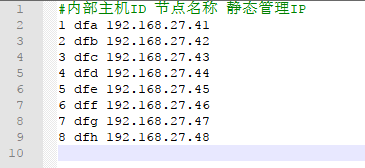 1 #内部主机ID 节点名称 静态管理IP
2 1 dfa 192.168.27.41
3 2 dfb 192.168.27.42
4 3 dfc 192.168.27.43
5 4 dfd 192.168.27.44
6 5 dfe 192.168.27.45
7 6 dff 192.168.27.46
8 7 dfg 192.168.27.47
9 8 dfh 192.168.27.48
10